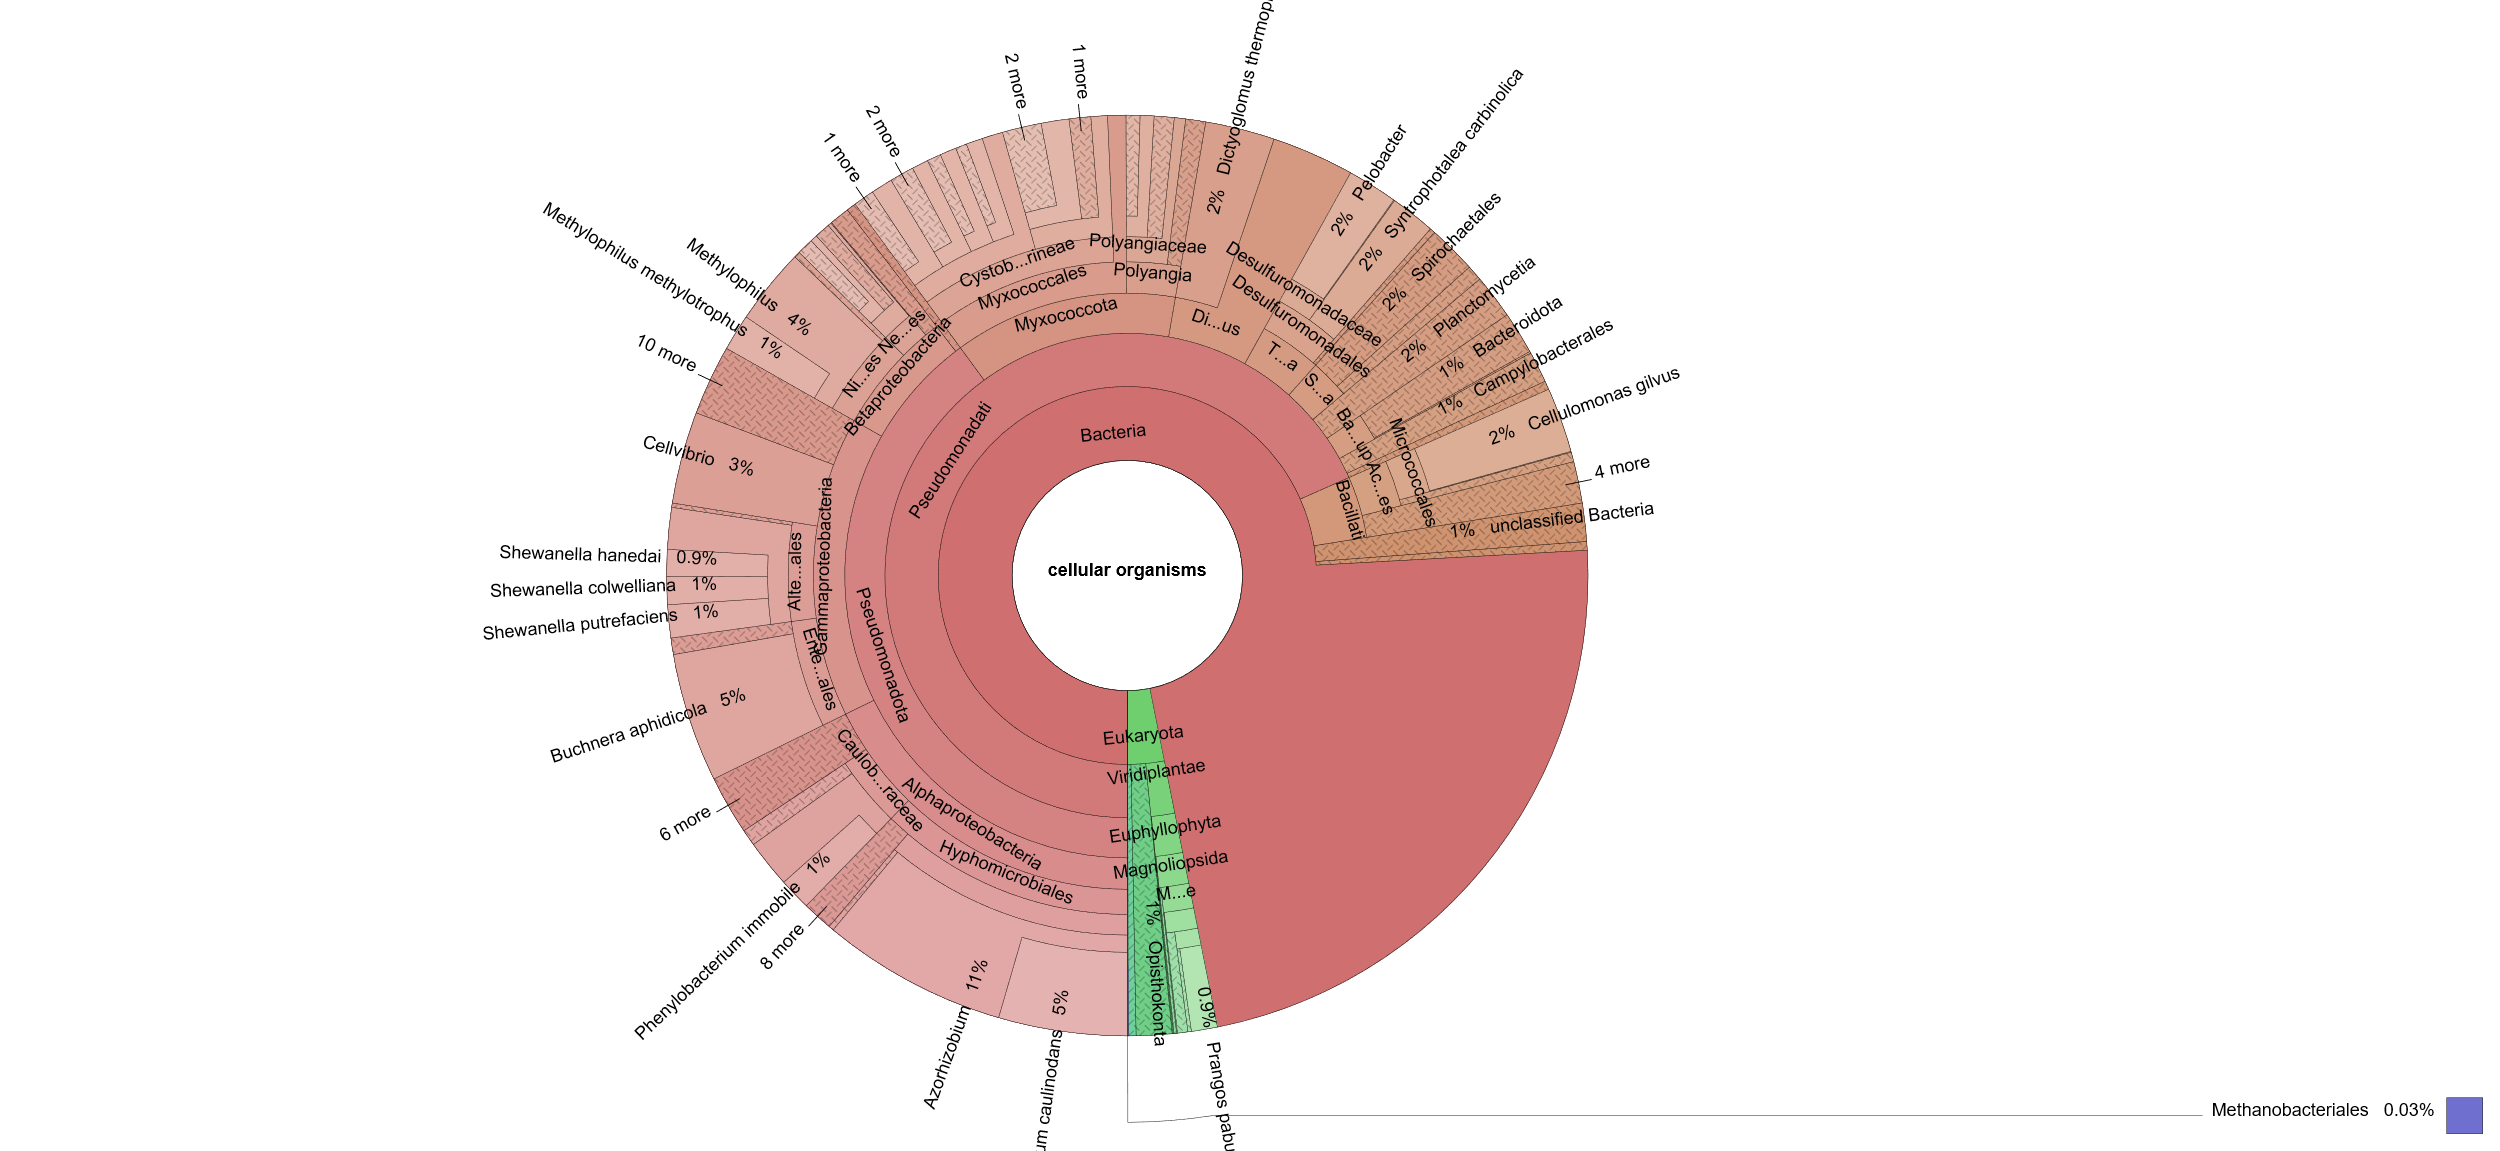 cellular organisms
Bacteria
Pseudomonadati
Pseudomonadota
Alphaproteobacteria
Hyphomicrobiales
Caulob...raceae
Gammaproteobacteria
Ente...ales
Alte...ales
Betaproteobacteria
Ni...es
Ne...es
Myxococcota
Myxococcales
Cystob...rineae
Polyangia
Polyangiaceae
Di...us
T...a
Desulfuromonadales
Desulfuromonadaceae
S...a
Ba...up
Ac...es
Micrococcales
Bacillati
Eukaryota
Viridiplantae
Euphyllophyta
Magnoliopsida
M...e
1% Opisthokonta
0.9% Prangos pabu
um caulinodans 5%
Azorhizobium 11%
8 more
Phenylobacterium immobile 1%
6 more
Buchnera aphidicola 5%
Shewanella putrefaciens 1%
Shewanella colwelliana 1%
Shewanella hanedai 0.9%
Cellvibrio 3%
10 more
Methylophilus methylotrophus 1%
Methylophilus 4%
1 more
2 more
2 more
1 more
2% Dictyoglomus thermop
2% Pelobacter
2% Syntrophotalea carbinolica
2% Spirochaetales
2% Planctomycetia
1% Bacteroidota
1% Campylobacterales
2% Cellulomonas gilvus
4 more
1% unclassified Bacteria
Methanobacteriales 0.03%